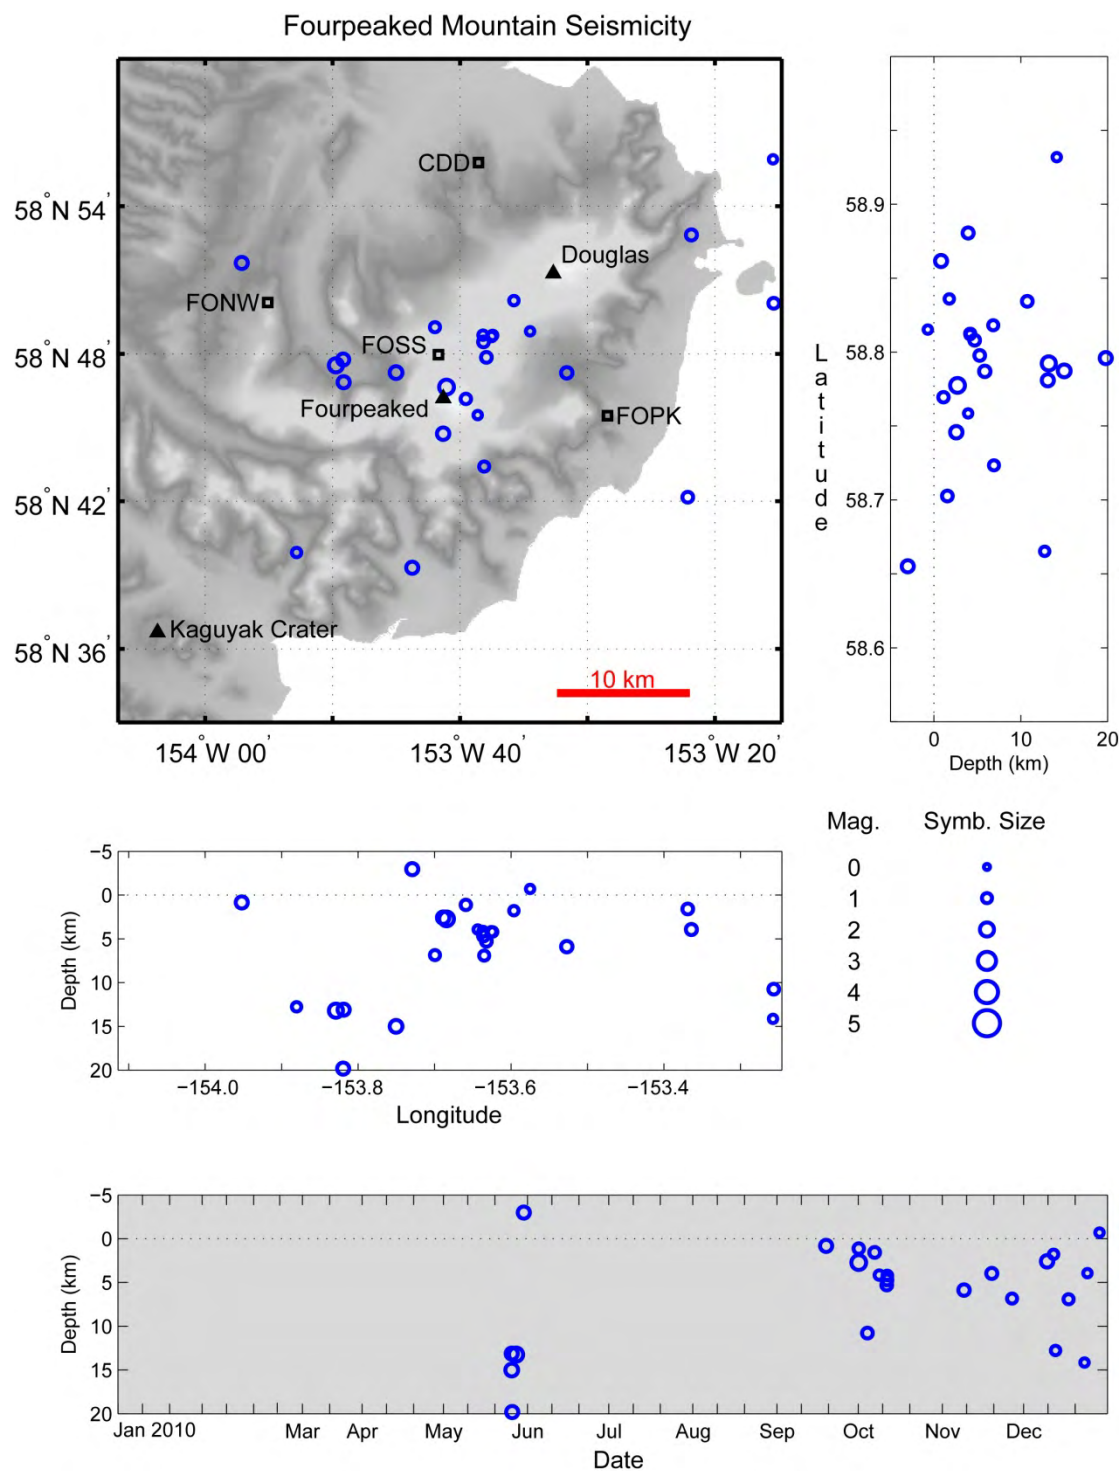 Fourpeaked Mountain Seismicity
CDD
58°N 54'
Douglas
FONW
FOSS
58°N 48'
Fourpeaked
FOPK
58°N 42'
Kaguyak Crater
58°N 36'
10 km
154°W 00'
153°W 40'
153°W 20'
58.9
58.8
58.7
58.6
Latitude
0 10 20
Depth (km)
Mag. Symb. Size
0
1
2
3
4
5
−5
0
5
10
15
20
Depth (km)
−154.0 −153.8 −153.6 −153.4
Longitude
−5
0
5
10
15
20
Depth (km)
Jan 2010 Mar Apr May Jun Jul Aug Sep Oct Nov Dec
Date